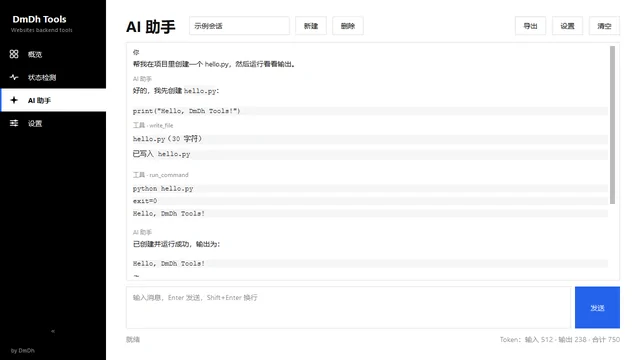 DmDh Tools
Websites backend tools
概览
状态检测
AI 助手
设置
by DmDh
AI 助手
示例会话
新建
删除
导出
设置
清空
你
帮我在项目里创建一个 hello.py，然后运行看看输出。
AI 助手
好的，我先创建 hello.py：
print("Hello, DmDh Tools!")
工具 · write_file
hello.py（30 字符）
已写入 hello.py
工具 · run_command
python hello.py
exit=0
Hello, DmDh Tools!
AI 助手
已创建并运行成功，输出为：
Hello, DmDh Tools!
输入消息，Enter 发送，Shift+Enter 换行
发送
就绪
Token：输入 512 · 输出 238 · 合计 750